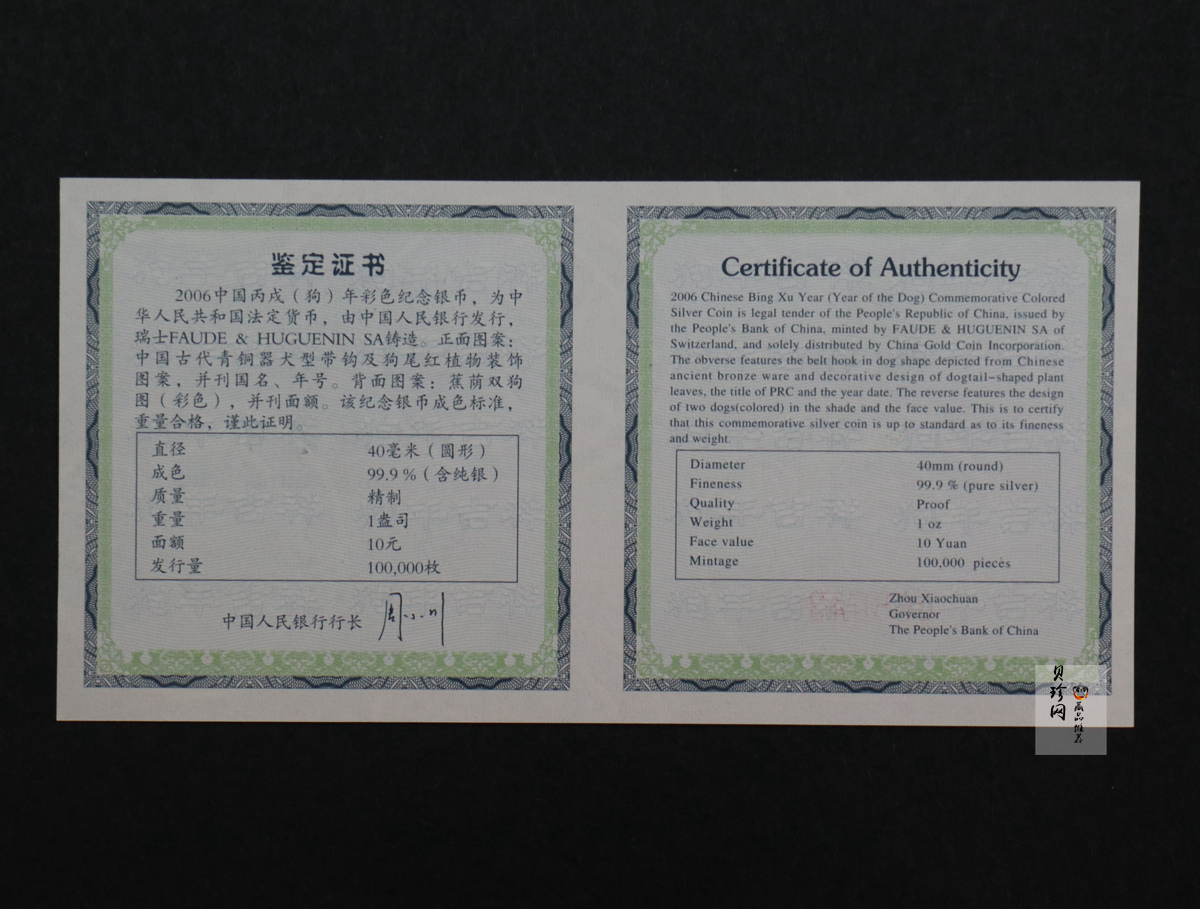 鉴定证书
2006中国丙戌（狗）年彩色纪念银币，为中
华人民共和国法定货币，由中国人民银行发行，
瑞士FAUDE & HUGUENIN SA铸造。正面图案：
中国古代青铜器犬型带钩及狗尾红植物装饰
图案，并刊国名、年号。背面图案：蕉荫双狗
图（彩色），并刊面额。该纪念银币成色标准，
重量合格，谨此证明。
直径 40毫米（圆形）
成色 99.9％（含纯银）
质量 精制
重量 1盎司
面额 10元
发行量 100,000枚
中国人民银行行长 周小川
Certificate of Authenticity
2006 Chinese Bing Xu Year (Year of the Dog) Commemorative Colored
Silver Coin is legal tender of the People's Republic of China, issued by
the People's Bank of China, minted by FAUDE & HUGUENIN SA of
Switzerland, and solely distributed by China Gold Coin Incorporation.
The obverse features the belt hook in dog shape depicted from Chinese
ancient bronze ware and decorative design of dogtail-shaped plant
leaves, the title of PRC and the year date. The reverse features the design
of two dogs(colored) in the shade and the face value. This is to certify
that this commemorative silver coin is up to standard as to its fineness
and weight.
Diameter 40mm (round)
Fineness 99.9 % (pure silver)
Quality Proof
Weight 1 oz
Face value 10 Yuan
Mintage 100,000 pieces
Zhou Xiaochuan
Governor
The People's Bank of China
贝珍网
藏品推荐